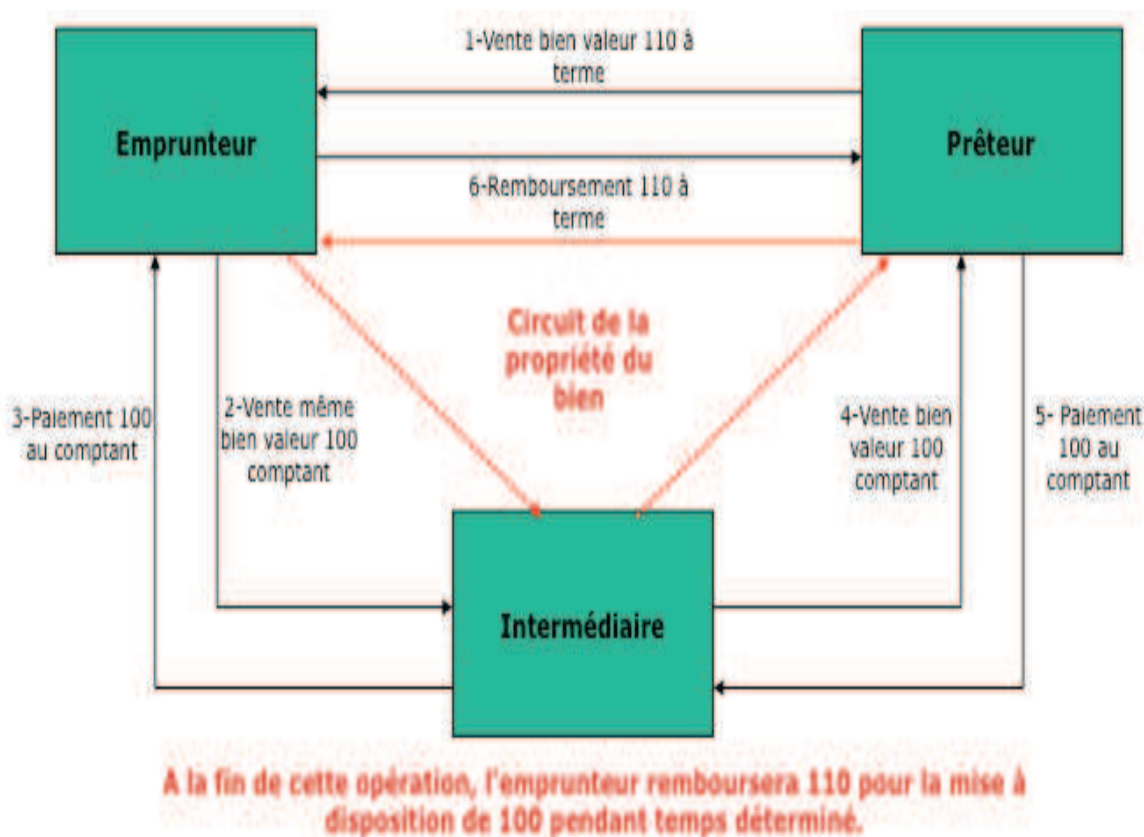 1-Vente bien valeur 110 à
terme
Emprunteur
Prêteur
6-Remboursement 110 à
terme
Circuit de la
propriété du
bien
3-Paiement 100
au comptant
2-Vente même
bien valeur 100
comptant
4-Vente bien
valeur 100
comptant
5- Paiement
100 au
comptant
Intermédiaire
A la fin de cette opération, l'emprunteur remboursera 110 pour la mise à
disposition de 100 pendant temps déterminé.